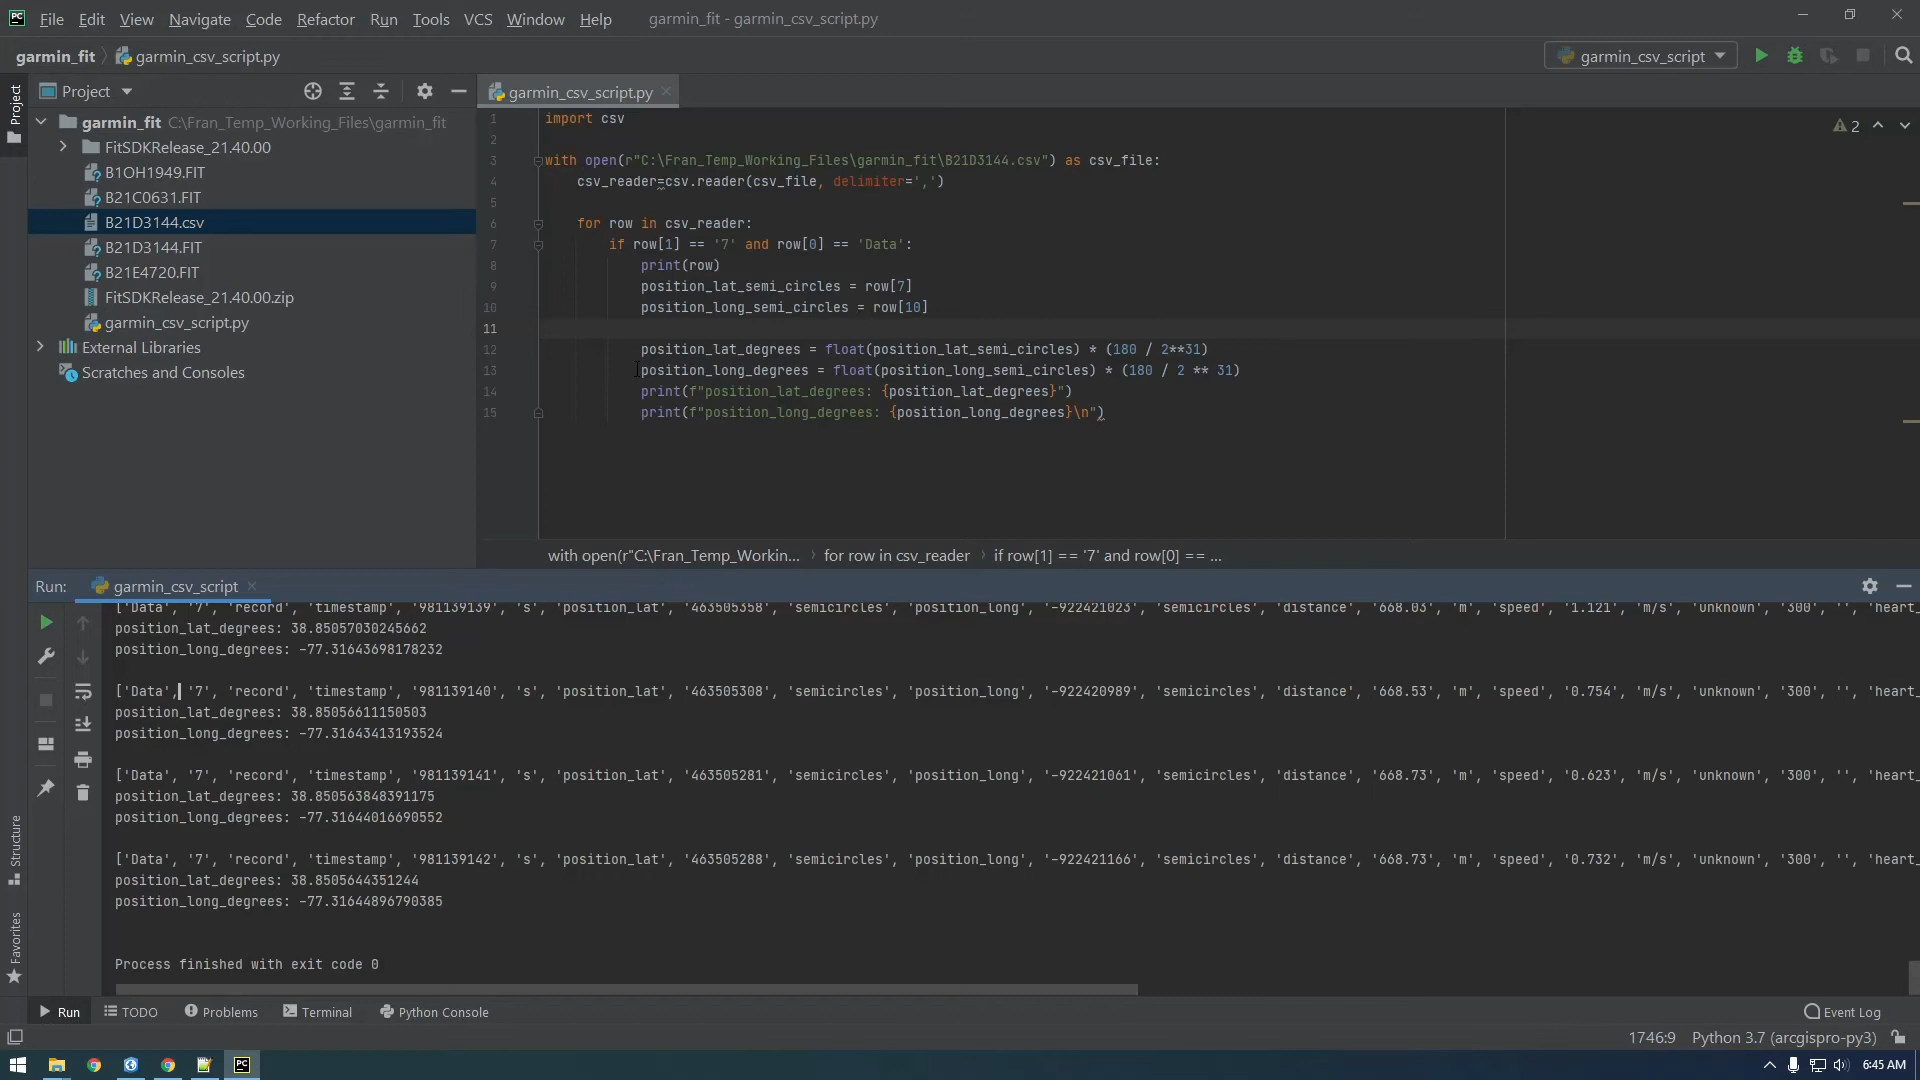 File Edit View Navigate Code Refactor Run Tools VCS Window Help garmin_fit - garmin_csv_script.py
garmin_fit garmin_csv_script.py garmin_csv_script
Project
Project
garmin_csv_script.py
garmin_fit C:\Fran_Temp_Working_Files\garmin_fit
FitSDKRelease_21.40.00
B1OH1949.FIT
B21C0631.FIT
B21D3144.csv
B21D3144.FIT
B21E4720.FIT
FitSDKRelease_21.40.00.zip
garmin_csv_script.py
External Libraries
Scratches and Consoles
2
1 import csv
2
3 with open(r"C:\Fran_Temp_Working_Files\garmin_fit\B21D3144.csv") as csv_file:
4 csv_reader=csv.reader(csv_file, delimiter=',')
5
6 for row in csv_reader:
7 if row[1] == '7' and row[0] == 'Data':
8 print(row)
9 position_lat_semi_circles = row[7]
10 position_long_semi_circles = row[10]
11
12 position_lat_degrees = float(position_lat_semi_circles) * (180 / 2**31)
13 position_long_degrees = float(position_long_semi_circles) * (180 / 2 ** 31)
14 print(f"position_lat_degrees: {position_lat_degrees}")
15 print(f"position_long_degrees: {position_long_degrees}\n")
with open(r"C:\Fran_Temp_Workin... for row in csv_reader if row[1] == '7' and row[0] == ...
Run: garmin_csv_script
['Data', '7', 'record', 'timestamp', '981139139', 's', 'position_lat', '463505358', 'semicircles', 'position_long', '-922421023', 'semicircles', 'distance', '668.03', 'm', 'speed', '1.121', 'm/s', 'unknown', '300', '', 'heart_
position_lat_degrees: 38.85057030245662
position_long_degrees: -77.31643698178232
['Data', '7', 'record', 'timestamp', '981139140', 's', 'position_lat', '463505308', 'semicircles', 'position_long', '-922420989', 'semicircles', 'distance', '668.53', 'm', 'speed', '0.754', 'm/s', 'unknown', '300', '', 'heart_
position_lat_degrees: 38.85056611150503
position_long_degrees: -77.31643413193524
['Data', '7', 'record', 'timestamp', '981139141', 's', 'position_lat', '463505281', 'semicircles', 'position_long', '-922421061', 'semicircles', 'distance', '668.73', 'm', 'speed', '0.623', 'm/s', 'unknown', '300', '', 'heart_
position_lat_degrees: 38.850563848391175
position_long_degrees: -77.31644016690552
['Data', '7', 'record', 'timestamp', '981139142', 's', 'position_lat', '463505288', 'semicircles', 'position_long', '-922421166', 'semicircles', 'distance', '668.73', 'm', 'speed', '0.732', 'm/s', 'unknown', '300', '', 'heart_
position_lat_degrees: 38.8505644351244
position_long_degrees: -77.31644896790385
Process finished with exit code 0
Structure
Favorites
Run TODO Problems Terminal Python Console Event Log
1746:9 Python 3.7 (arcgispro-py3)
PC 6:45 AM